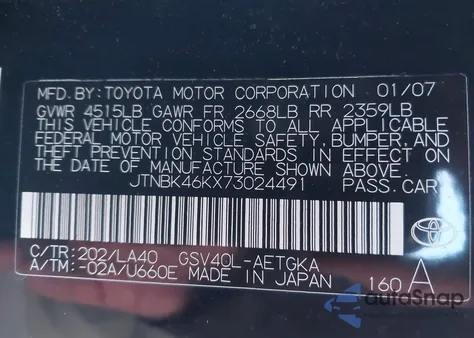 MFD. BY: TOYOTA MOTOR CORPORATION 01/07
GVWR 4515LB GAWR FR 2668LB RR 2359LB
THIS VEHICLE CONFORMS TO ALL APPLICABLE
FEDERAL MOTOR VEHICLE SAFETY, BUMPER, AND
THEFT PREVENTION STANDARDS IN EFFECT ON
THE DATE OF MANUFACTURE SHOWN ABOVE.
JTNBK46KX73024491 PASS. CAR
C/TR: 202/LA40 GSV40L-AETGKA
A/TM: -02A/U660E MADE IN JAPAN 160 A
autoSnap